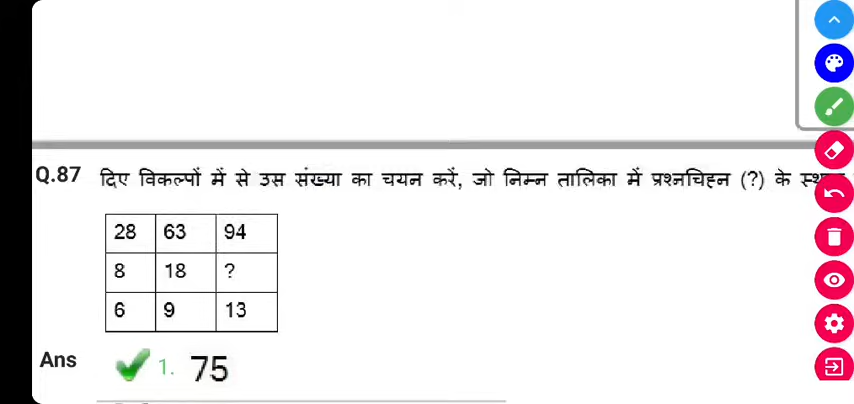 Q.87 दिए विकल्पों में से उस संख्या का चयन करें, जो निम्न तालिका में प्रश्नचिह्न (?) के
28 63 94
8 18 ?
6 9 13
Ans 1. 75